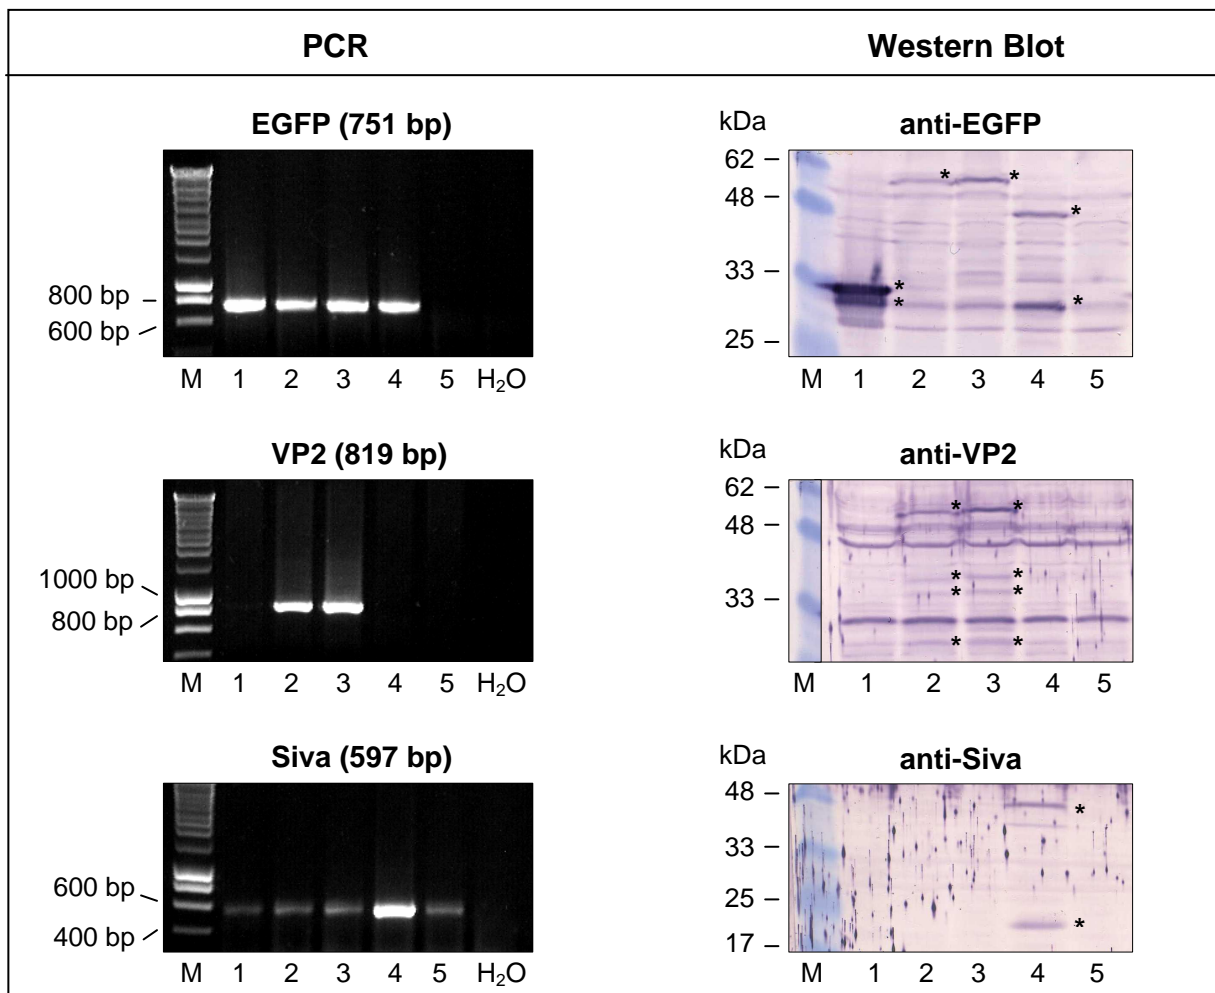 PCR Western Blot
EGFP (751 bp)
800 bp –
600 bp –
M 1 2 3 4 5 H₂O
kDa anti-EGFP
62 –
48 –
33 –
25 –
* *
*
*
* *
M 1 2 3 4 5
VP2 (819 bp)
1000 bp
800 bp
M 1 2 3 4 5 H₂O
kDa anti-VP2
62 –
48 –
33 –
* *
* *
* *
* *
M 1 2 3 4 5
Siva (597 bp)
600 bp
400 bp
M 1 2 3 4 5 H₂O
kDa anti-Siva
48 –
33 –
25 –
17 –
*
*
M 1 2 3 4 5